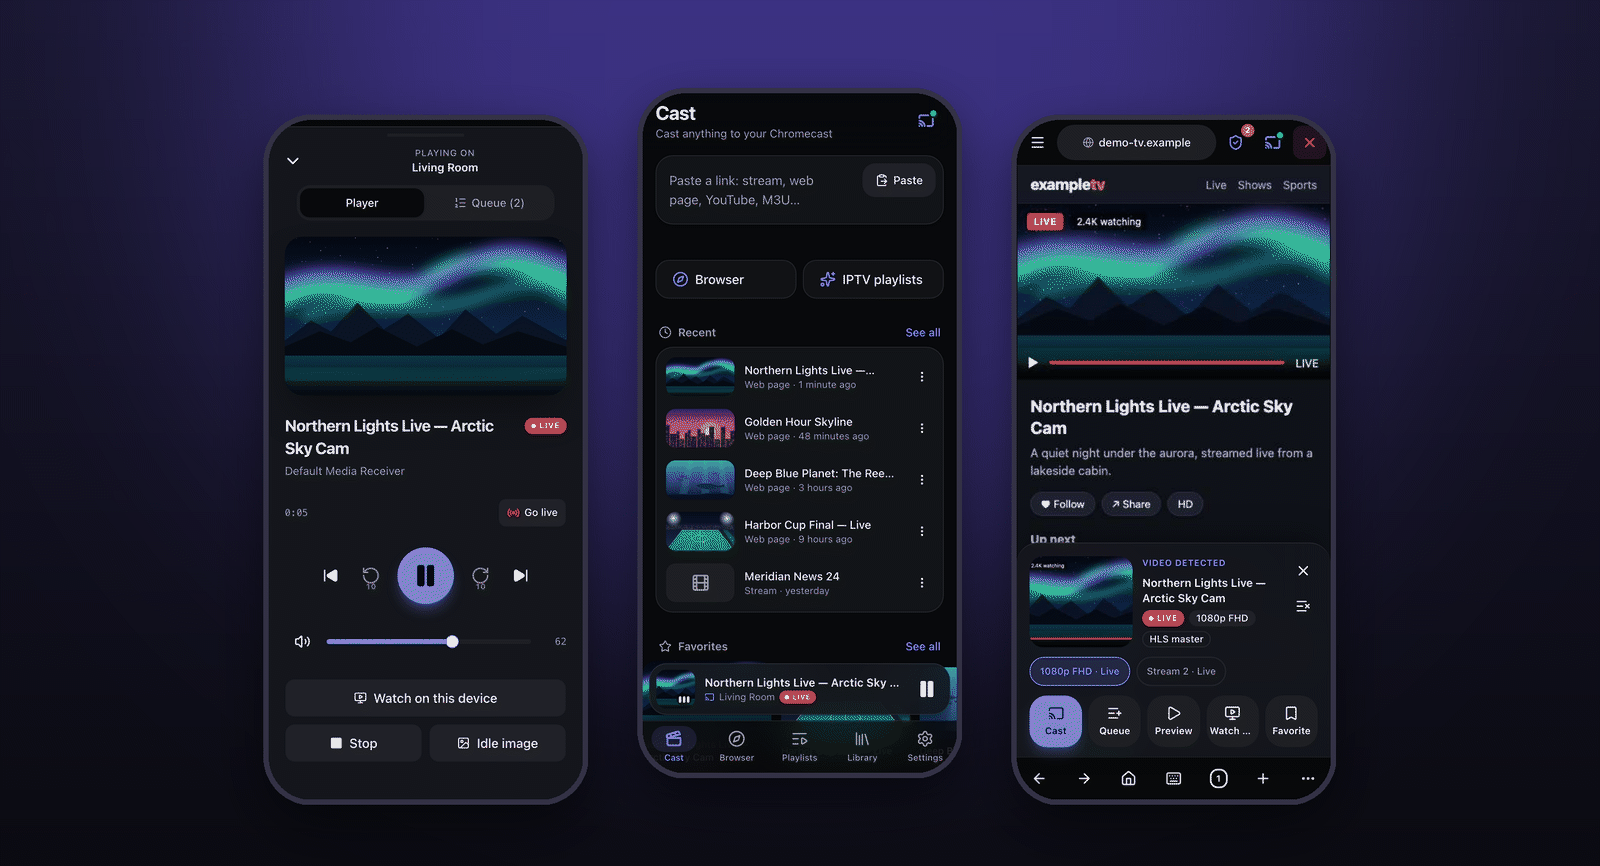 PLAYING ON
Living Room
Player
Queue (2)
Northern Lights Live — Arctic
Sky Cam
LIVE
Default Media Receiver
0:05
Go live
10
10
62
Watch on this device
Stop
Idle image
Cast
Cast anything to your Chromecast
Paste a link: stream, web
page, YouTube, M3U...
Paste
Browser
IPTV playlists
Recent
See all
Northern Lights Live —...
Web page · 1 minute ago
Golden Hour Skyline
Web page · 48 minutes ago
Deep Blue Planet: The Ree...
Web page · 3 hours ago
Harbor Cup Final — Live
Web page · 9 hours ago
Meridian News 24
Stream · yesterday
Favorites
See all
Northern Lights Live — Arctic Sky ...
Living Room
LIVE
Cast
Browser
Playlists
Library
Settings
demo-tv.example
2
exampletv
Live
Shows
Sports
LIVE
2.4K watching
LIVE
Northern Lights Live — Arctic Sky
Cam
A quiet night under the aurora, streamed live from a
lakeside cabin.
Follow
Share
HD
Up next
2.4K watching
VIDEO DETECTED
Northern Lights Live —
Arctic Sky Cam
LIVE
1080p FHD
HLS master
1080p FHD · Live
Stream 2 · Live
Cast
Queue
Preview
Watch ...
Favorite
1